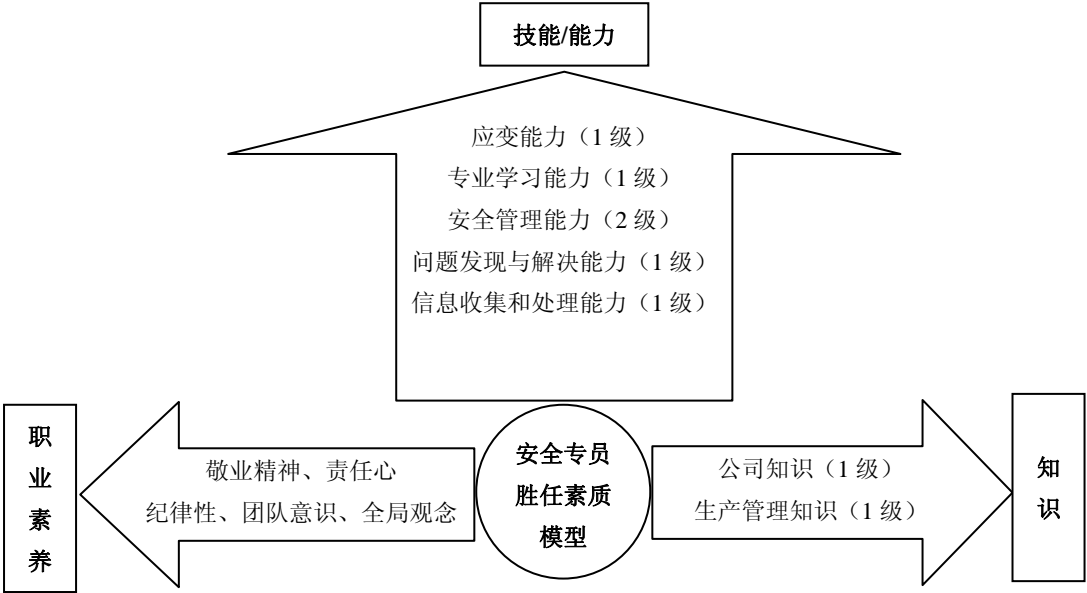 技能/能力
应变能力（1 级）
专业学习能力（1 级）
安全管理能力（2 级）
问题发现与解决能力（1 级）
信息收集和处理能力（1 级）
职业素养
敬业精神、责任心
纪律性、团队意识、全局观念
安全专员
胜任素质
模型
公司知识（1 级）
生产管理知识（1 级）
知识